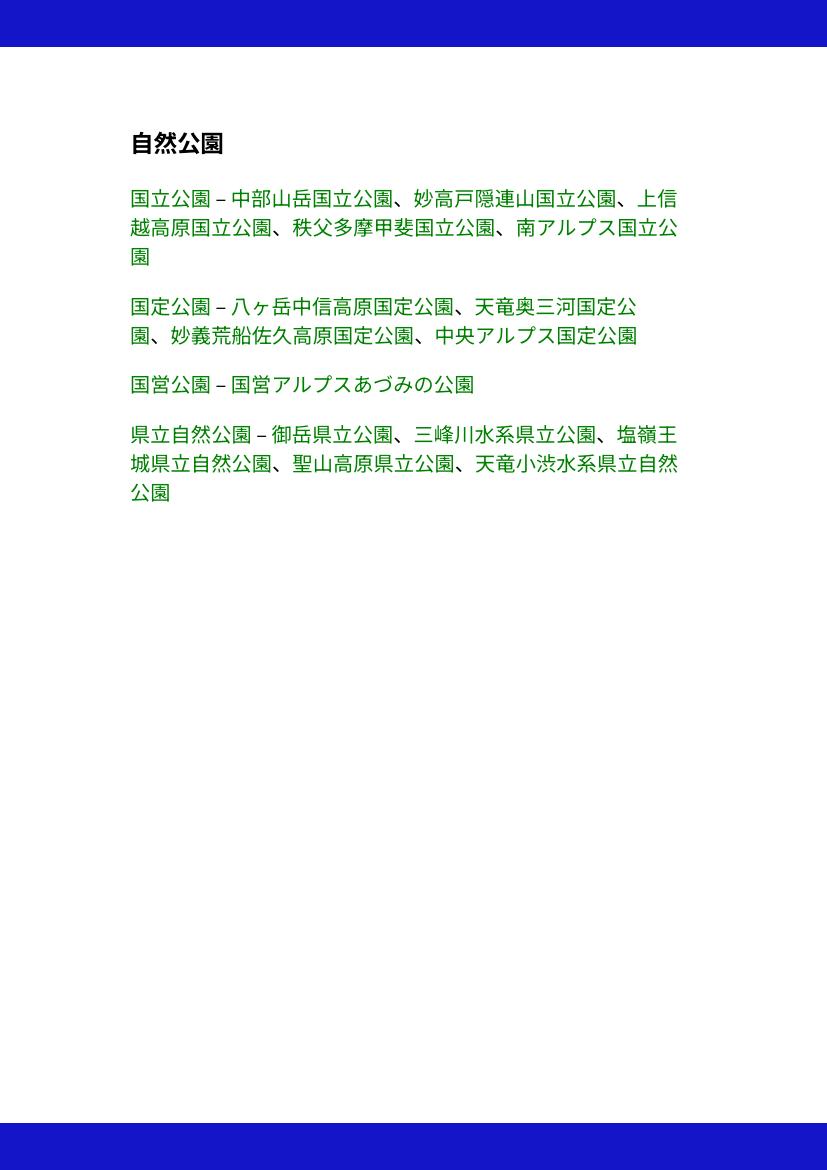 自然公園
国立公園 – 中部山岳国立公園、妙高戸隠連山国立公園、上信
越高原国立公園、秩父多摩甲斐国立公園、南アルプス国立公
園
国定公園 – 八ヶ岳中信高原国定公園、天竜奥三河国定公
園、妙義荒船佐久高原国定公園、中央アルプス国定公園
国営公園 – 国営アルプスあづみの公園
県立自然公園 – 御岳県立公園、三峰川水系県立公園、塩嶺王
城県立自然公園、聖山高原県立公園、天竜小渋水系県立自然
公園